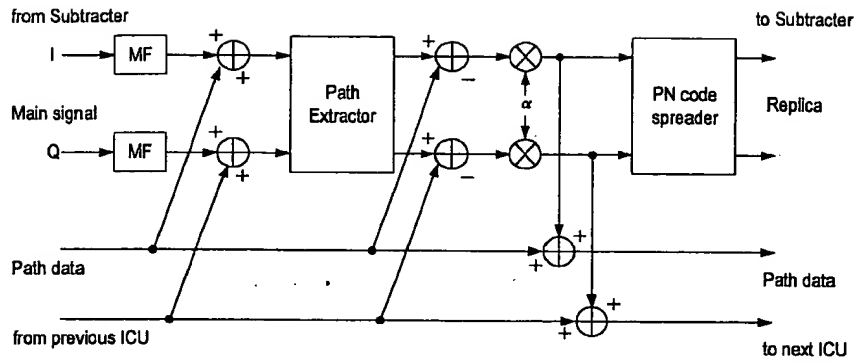 from Subtracter
to Subtracter
I
MF
+
+
Path
Extractor
+
−
α
PN code
spreader
Replica
Main signal
Q
MF
+
+
+
−
+
+
Path data
Path data
+
+
from previous ICU
to next ICU